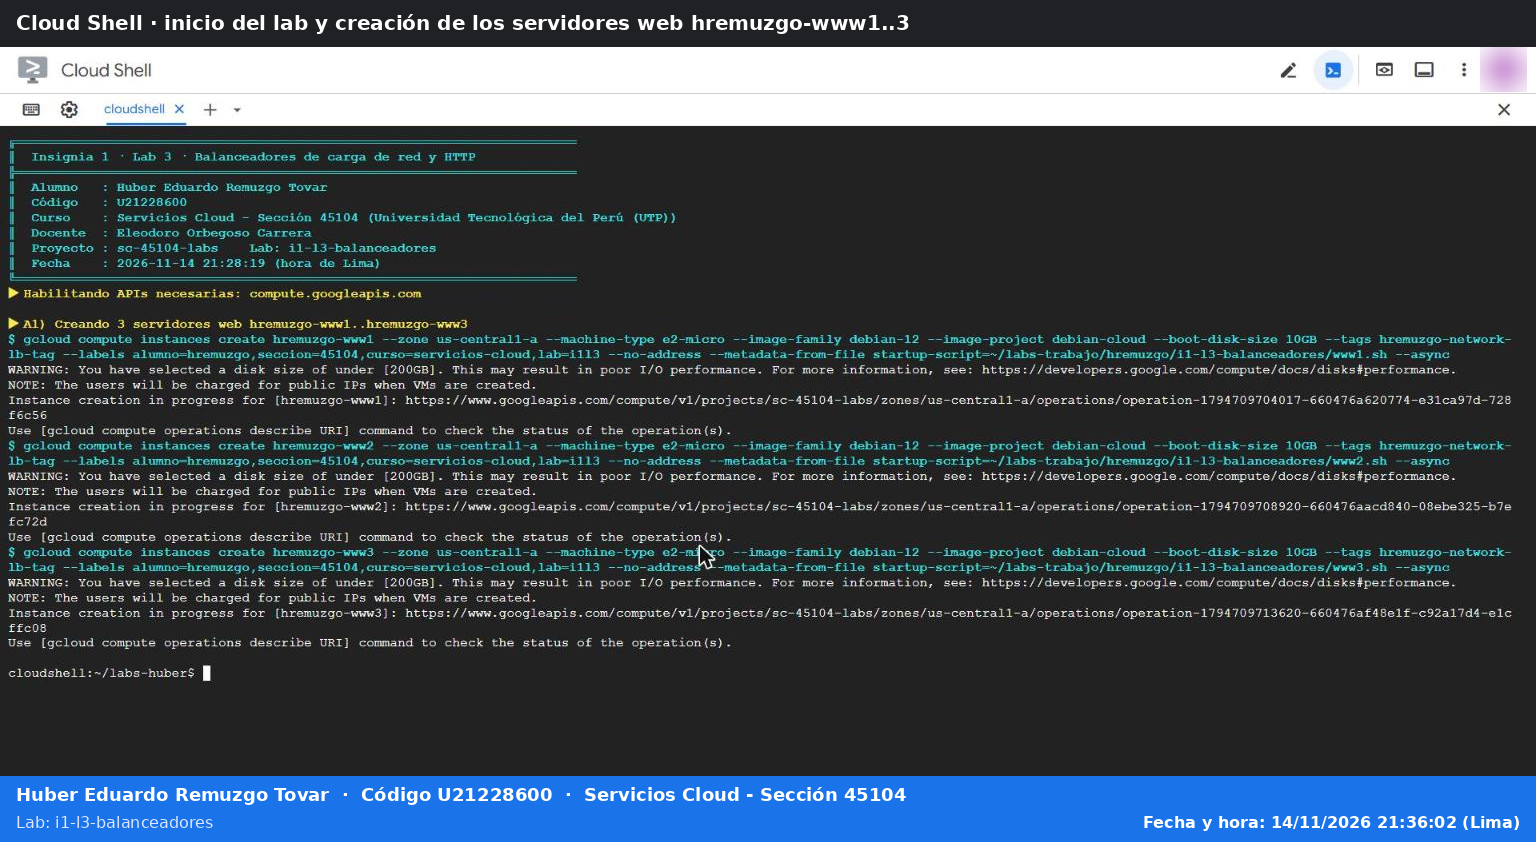 Cloud Shell · inicio del lab y creación de los servidores web hremuzgo-www1..3
Cloud Shell
cloudshell
Insignia 1 · Lab 3 · Balanceadores de carga de red y HTTP
Alumno : Huber Eduardo Remuzgo Tovar
Código : U21228600
Curso : Servicios Cloud - Sección 45104 (Universidad Tecnológica del Perú (UTP))
Docente : Eleodoro Orbegoso Carrera
Proyecto : sc-45104-labs Lab: i1-l3-balanceadores
Fecha : 2026-11-14 21:28:19 (hora de Lima)
▶ Habilitando APIs necesarias: compute.googleapis.com
▶ A1) Creando 3 servidores web hremuzgo-www1..hremuzgo-www3
$ gcloud compute instances create hremuzgo-www1 --zone us-central1-a --machine-type e2-micro --image-family debian-12 --image-project debian-cloud --boot-disk-size 10GB --tags hremuzgo-network-
lb-tag --labels alumno=hremuzgo,seccion=45104,curso=servicios-cloud,lab=i1l3 --no-address --metadata-from-file startup-script=~/labs-trabajo/hremuzgo/i1-l3-balanceadores/www1.sh --async
WARNING: You have selected a disk size of under [200GB]. This may result in poor I/O performance. For more information, see: https://developers.google.com/compute/docs/disks#performance.
NOTE: The users will be charged for public IPs when VMs are created.
Instance creation in progress for [hremuzgo-www1]: https://www.googleapis.com/compute/v1/projects/sc-45104-labs/zones/us-central1-a/operations/operation-1794709704017-660476a620774-e31ca97d-728
f6c56
Use [gcloud compute operations describe URI] command to check the status of the operation(s).
$ gcloud compute instances create hremuzgo-www2 --zone us-central1-a --machine-type e2-micro --image-family debian-12 --image-project debian-cloud --boot-disk-size 10GB --tags hremuzgo-network-
lb-tag --labels alumno=hremuzgo,seccion=45104,curso=servicios-cloud,lab=i1l3 --no-address --metadata-from-file startup-script=~/labs-trabajo/hremuzgo/i1-l3-balanceadores/www2.sh --async
WARNING: You have selected a disk size of under [200GB]. This may result in poor I/O performance. For more information, see: https://developers.google.com/compute/docs/disks#performance.
NOTE: The users will be charged for public IPs when VMs are created.
Instance creation in progress for [hremuzgo-www2]: https://www.googleapis.com/compute/v1/projects/sc-45104-labs/zones/us-central1-a/operations/operation-1794709708920-660476aacd840-08ebe325-b7e
fc72d
Use [gcloud compute operations describe URI] command to check the status of the operation(s).
$ gcloud compute instances create hremuzgo-www3 --zone us-central1-a --machine-type e2-micro --image-family debian-12 --image-project debian-cloud --boot-disk-size 10GB --tags hremuzgo-network-
lb-tag --labels alumno=hremuzgo,seccion=45104,curso=servicios-cloud,lab=i1l3 --no-address --metadata-from-file startup-script=~/labs-trabajo/hremuzgo/i1-l3-balanceadores/www3.sh --async
WARNING: You have selected a disk size of under [200GB]. This may result in poor I/O performance. For more information, see: https://developers.google.com/compute/docs/disks#performance.
NOTE: The users will be charged for public IPs when VMs are created.
Instance creation in progress for [hremuzgo-www3]: https://www.googleapis.com/compute/v1/projects/sc-45104-labs/zones/us-central1-a/operations/operation-1794709713620-660476af48e1f-c92a17d4-e1c
ffc08
Use [gcloud compute operations describe URI] command to check the status of the operation(s).
cloudshell:~/labs-huber$
Huber Eduardo Remuzgo Tovar · Código U21228600 · Servicios Cloud - Sección 45104
Lab: i1-l3-balanceadores
Fecha y hora: 14/11/2026 21:36:02 (Lima)